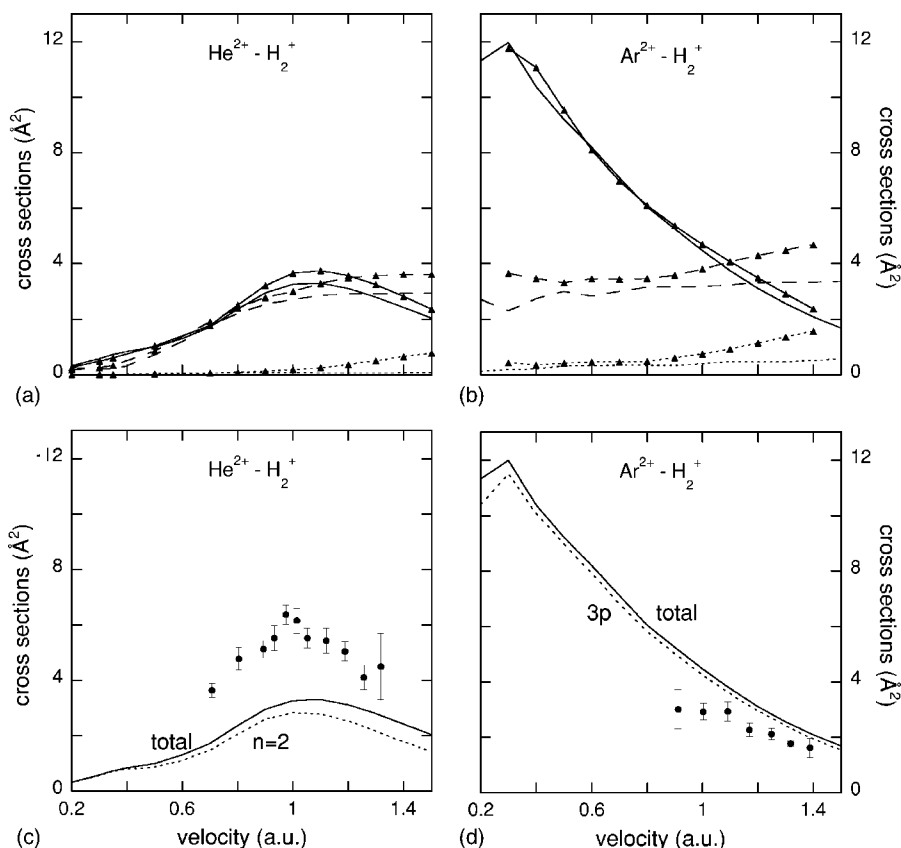 He2+ - H2+
Ar2+ - H2+
12
8
4
0
cross sections (Å2)
12
8
4
0
cross sections (Å2)
(a)
(b)
-12
8
4
0
cross sections (Å2)
He2+ - H2+
total
n=2
Ar2+ - H2+
3p
total
12
8
4
0
cross sections (Å2)
0.2
0.6
1
1.4
0.2
0.6
1
1.4
(c)
velocity (a.u.)
(d)
velocity (a.u.)